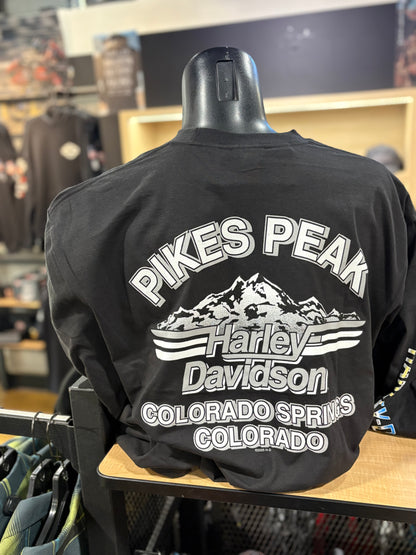 PIKES PEAK
Harley
Davidson
COLORADO SPRINGS
COLORADO